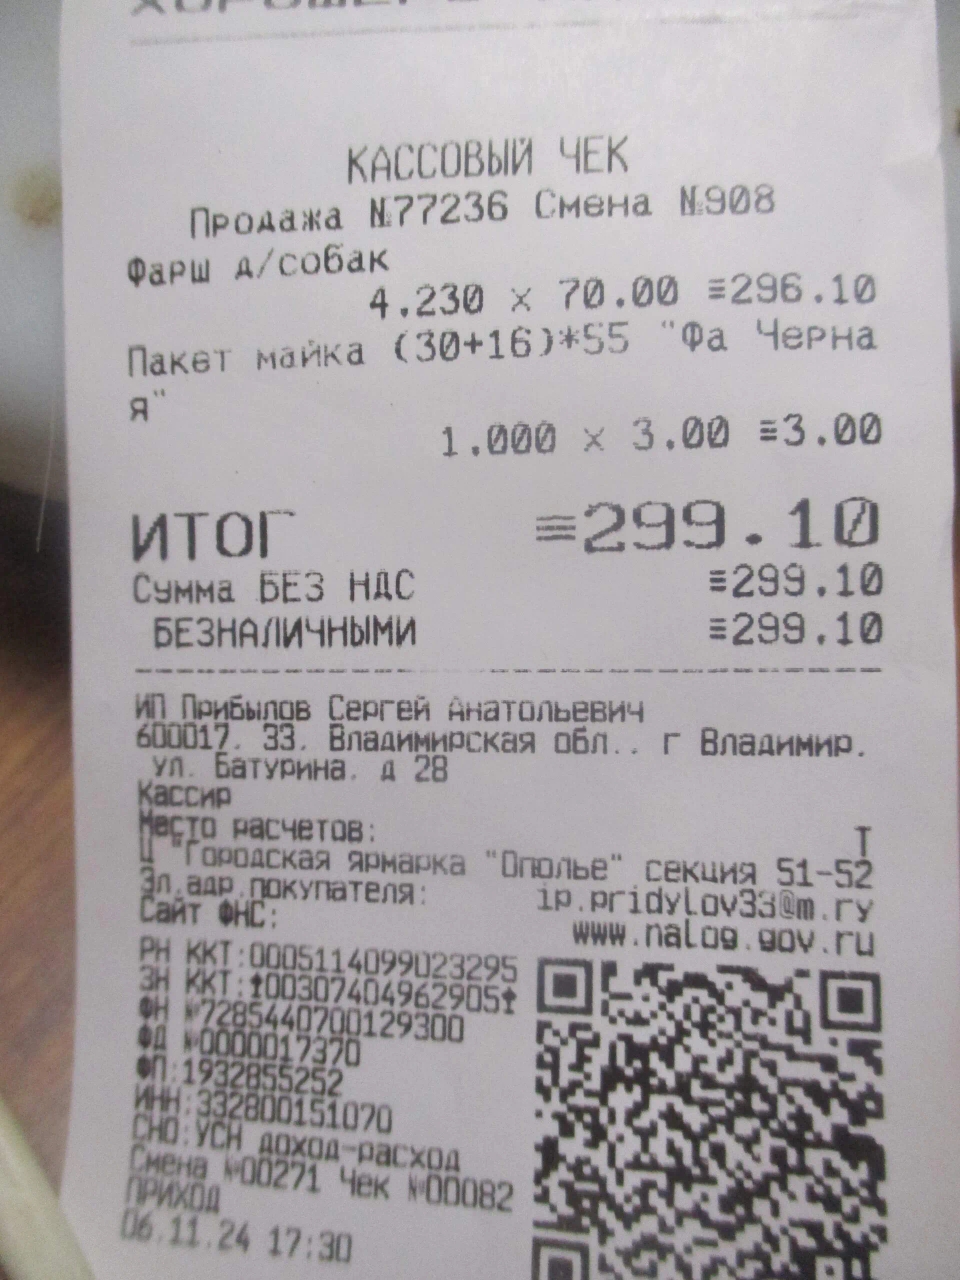 КАССОВЫЙ ЧЕК
Продажа №77236 Смена №908
Фарш д/собак
4.230 x 70.00 ≡296.10
Пакет майка (30+16)*55 "Фа Черна
я"
1.000 x 3.00 ≡3.00
ИТОГ ≡299.10
Сумма БЕЗ НДС ≡299.10
БЕЗНАЛИЧНЫМИ ≡299.10
ИП Прибылов Сергей Анатольевич
600017, 33, Владимирская обл., г Владимир,
ул. Батурина, д 28
Кассир
Место расчетов: Т
Ц "Городская ярмарка "Ополье" секция 51-52
Эл.адр.покупателя: ip.pridylov33@m.ry
Сайт ФНС: www.nalog.gov.ru
РН ККТ:0005114099023295
ЗН ККТ:↑00307404962905↑
ФН №7285440700129300
ФД №0000017370
ФП:1932855252
ИНН:332800151070
СНО:УСН доход-расход
Смена №00271 Чек №00082
ПРИХОД
06.11.24 17:30